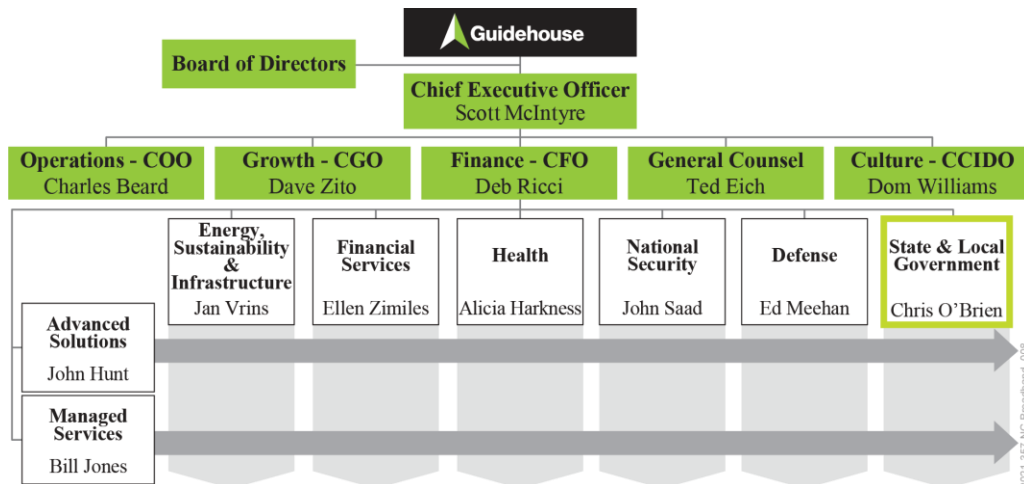 Guidehouse
Board of Directors
Chief Executive Officer
Scott McIntyre
Operations - COO
Charles Beard
Growth - CGO
Dave Zito
Finance - CFO
Deb Ricci
General Counsel
Ted Eich
Culture - CCIDO
Dom Williams
Energy,
Sustainability
&
Infrastructure
Jan Vrins
Financial
Services
Ellen Zimiles
Health
Alicia Harkness
National
Security
John Saad
Defense
Ed Meehan
State & Local
Government
Chris O’Brien
Advanced
Solutions
John Hunt
Managed
Services
Bill Jones
NC Broadband_008